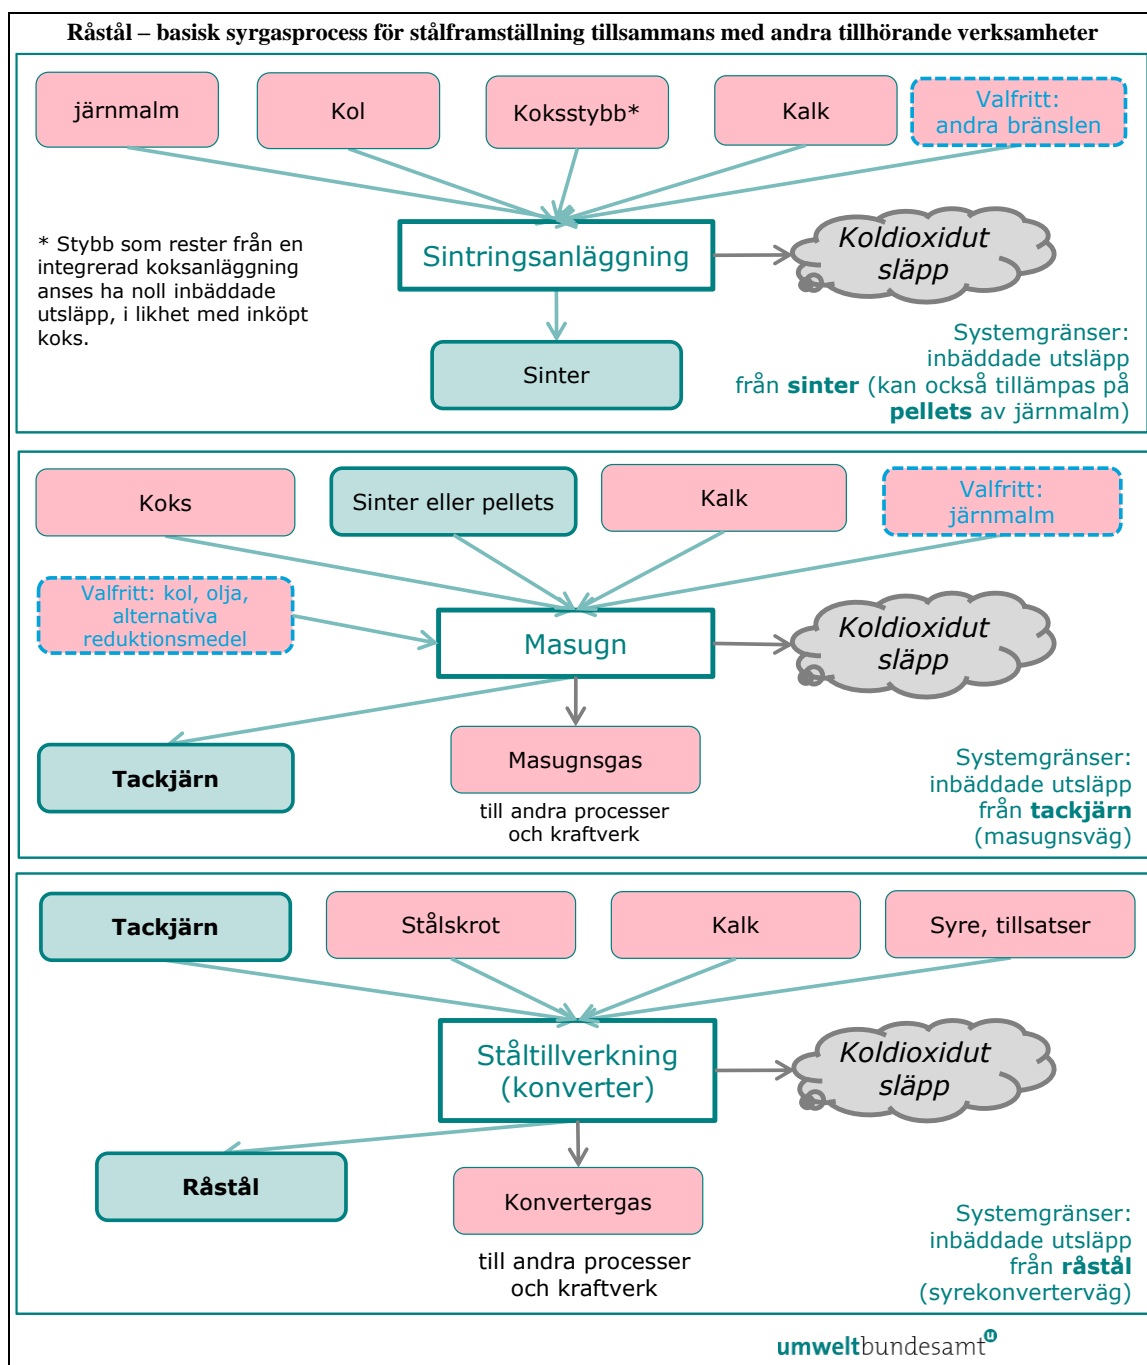 Råstål – basisk syrgasprocess för stålframställning tillsammans med andra tillhörande verksamheter
järnmalm
Kol
Koksstybb*
Kalk
Valfritt:
andra bränslen
* Stybb som rester från en
integrerad koksanläggning
anses ha noll inbäddade
utsläpp, i likhet med inköpt
koks.
Sintringsanläggning
Koldioxidut
släpp
Sinter
Systemgränser:
inbäddade utsläpp
från sinter (kan också tillämpas på
pellets av järnmalm)
Koks
Sinter eller pellets
Kalk
Valfritt:
järnmalm
Valfritt: kol, olja,
alternativa
reduktionsmedel
Masugn
Koldioxidut
släpp
Tackjärn
Masugnsgas
till andra processer
och kraftverk
Systemgränser:
inbäddade utsläpp
från tackjärn
(masugnsväg)
Tackjärn
Stålskrot
Kalk
Syre, tillsatser
Ståltillverkning
(konverter)
Koldioxidut
släpp
Råstål
Konvertergas
till andra processer
och kraftverk
Systemgränser:
inbäddade utsläpp
från råstål
(syrekonverterväg)
umweltbundesamt u